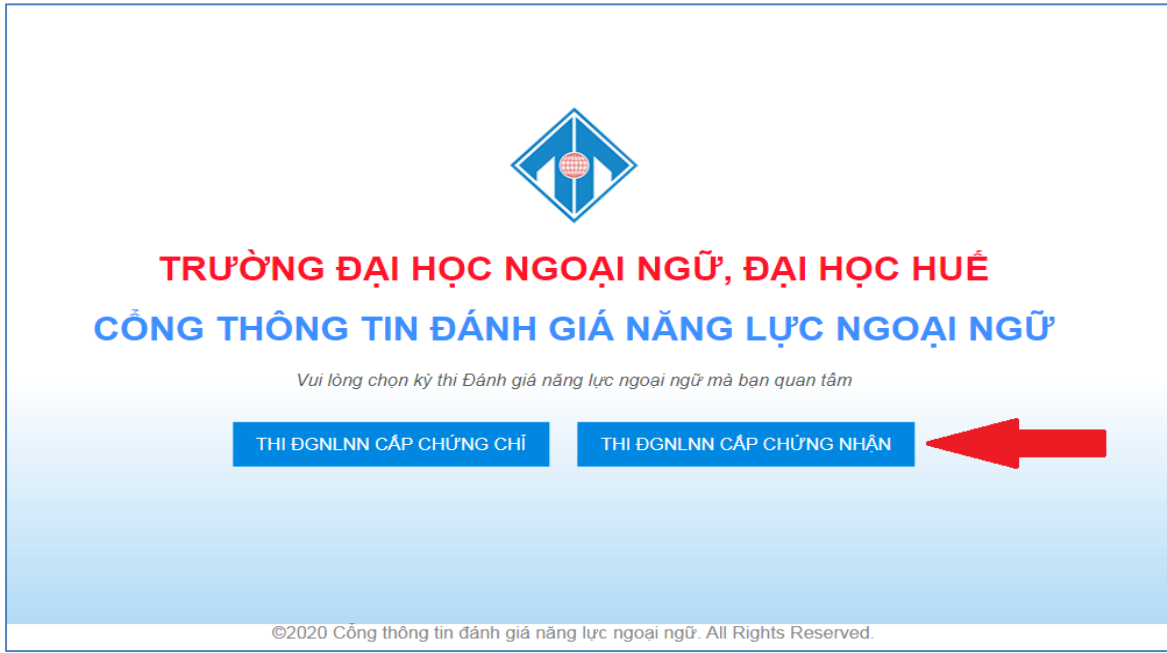 TRƯỜNG ĐẠI HỌC NGOẠI NGỮ, ĐẠI HỌC HUẾ
CỔNG THÔNG TIN ĐÁNH GIÁ NĂNG LỰC NGOẠI NGỮ
Vui lòng chọn kỳ thi Đánh giá năng lực ngoại ngữ mà bạn quan tâm
THI ĐGNLNN CẤP CHỨNG CHỈ
THI ĐGNLNN CẤP CHỨNG NHẬN
©2020 Cổng thông tin đánh giá năng lực ngoại ngữ. All Rights Reserved.